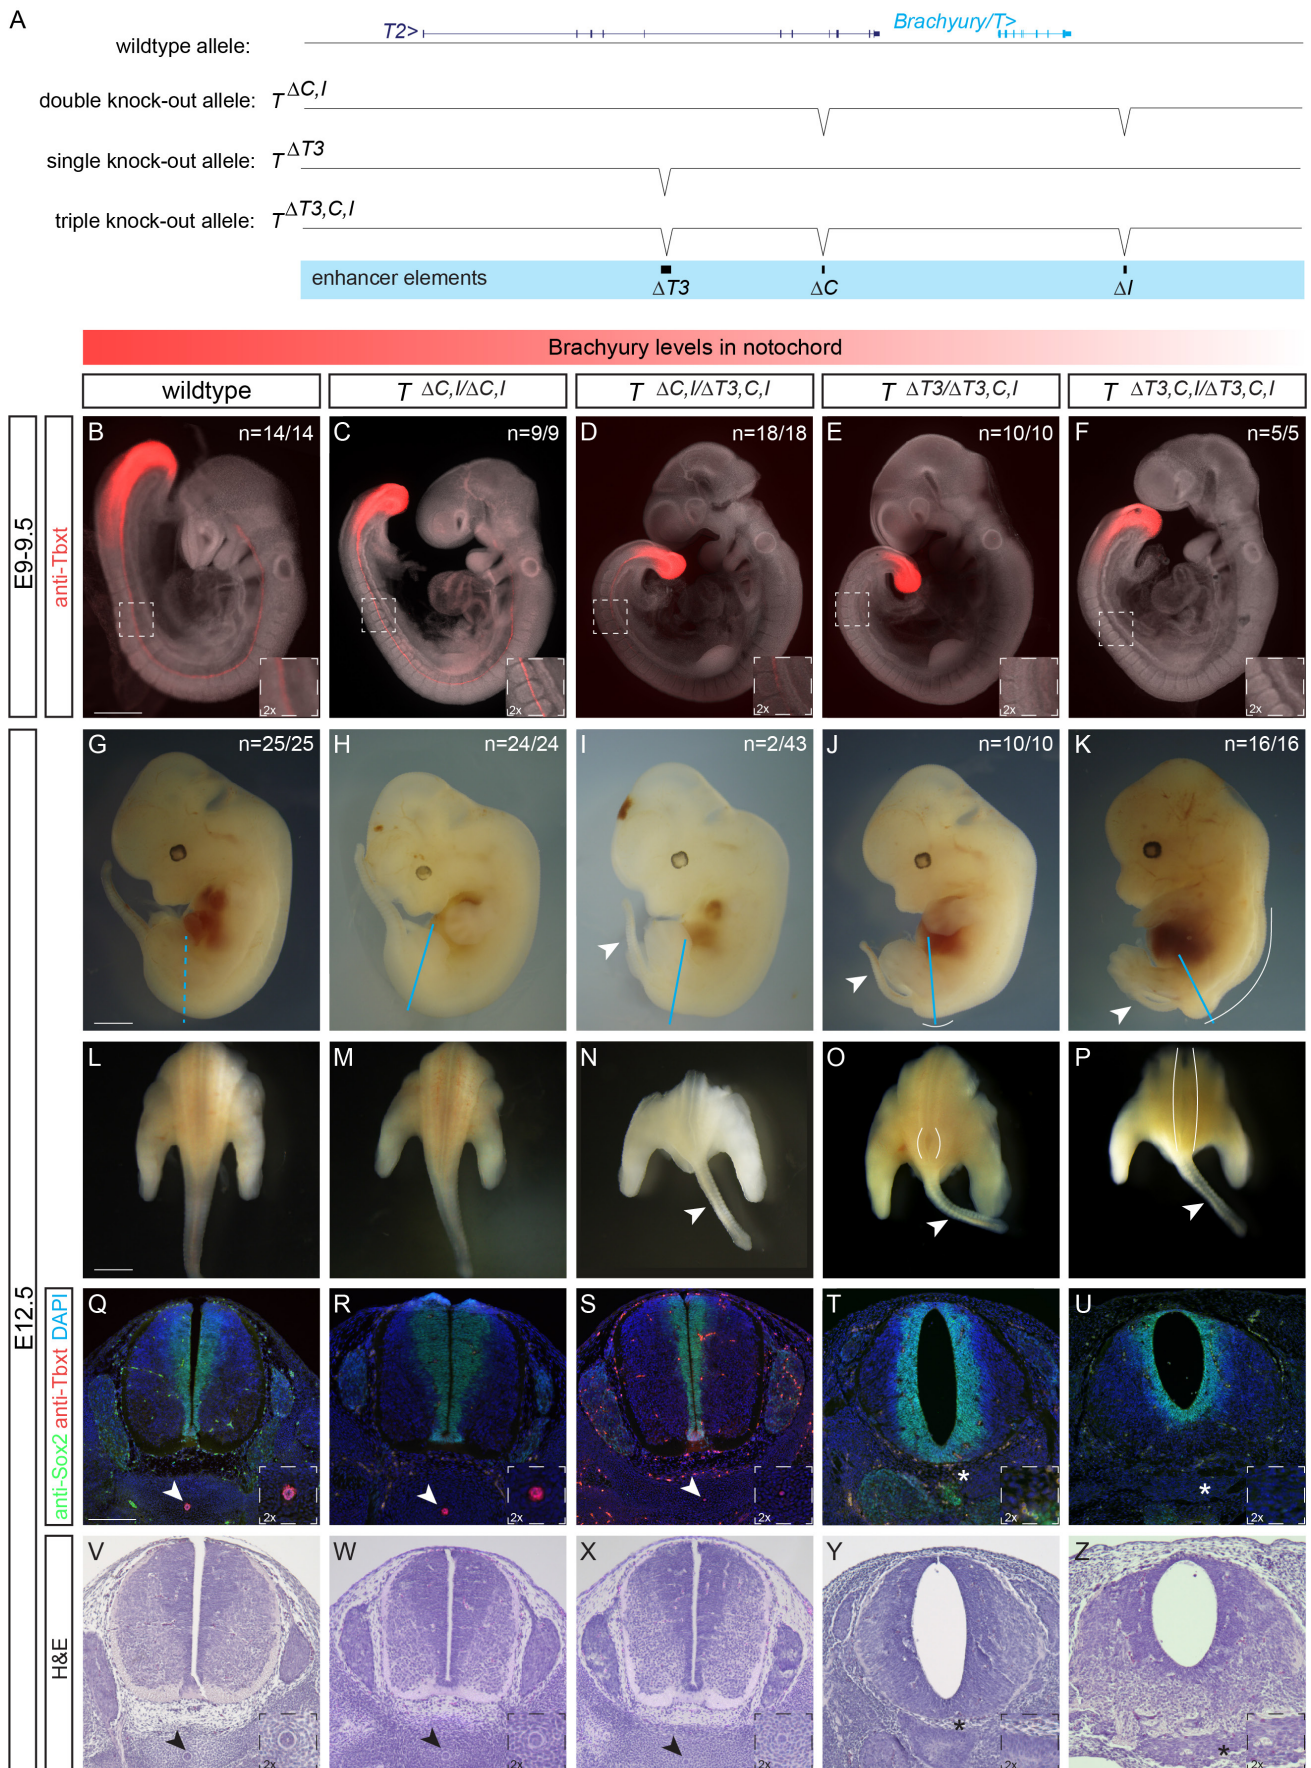 A
T2>
Brachyury/T>
wildtype allele:
double knock-out allele: T ΔC,I
single knock-out allele: T ΔT3
triple knock-out allele: T ΔT3,C,I
enhancer elements
ΔT3
ΔC
ΔI
Brachyury levels in notochord
wildtype
T ΔC,I/ΔC,I
T ΔC,I/ΔT3,C,I
T ΔT3/ΔT3,C,I
T ΔT3,C,I/ΔT3,C,I
E9-9.5
anti-Tbxt
B n=14/14
C n=9/9
2x
D n=18/18
2x
E n=10/10
2x
F n=5/5
2x
2x
E12.5
G n=25/25
H n=24/24
I n=2/43
J n=10/10
K n=16/16
L
M
N
O
P
anti-Sox2 anti-Tbxt DAPI
Q
2x
R
2x
S
2x
T
2x
U
2x
H&E
V
2x
W
2x
X
2x
Y
2x
Z
2x